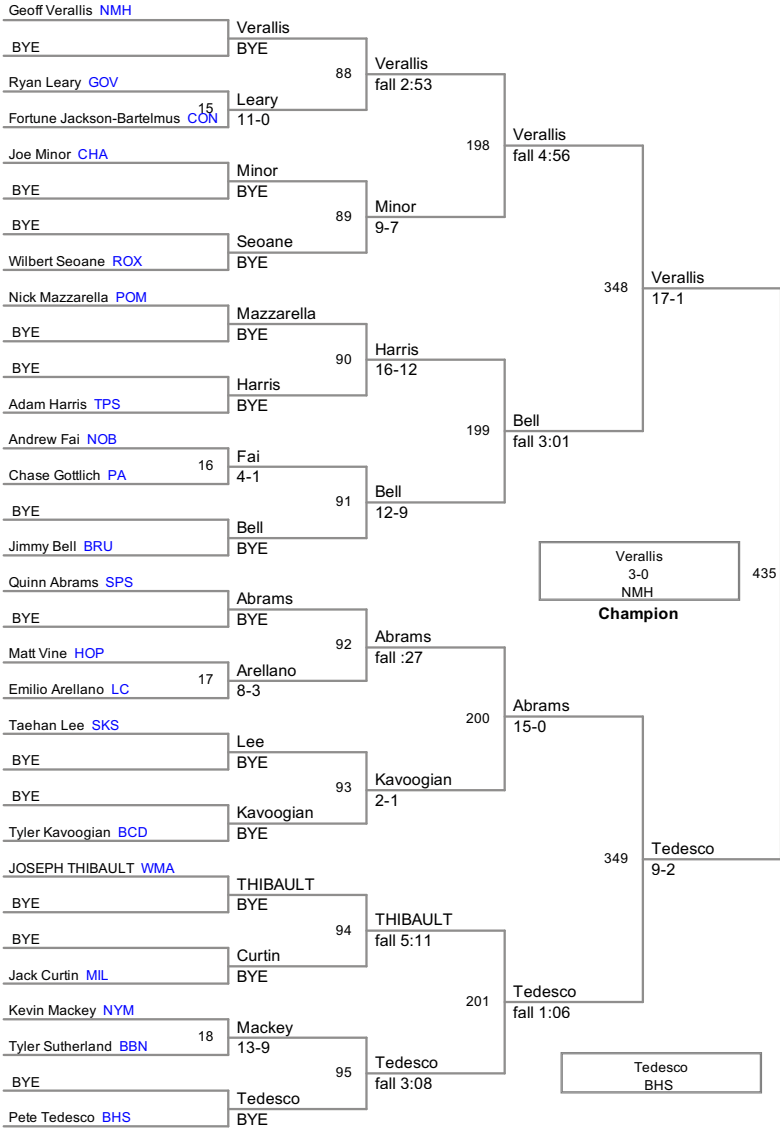 Geoff Verallis NMH
Verallis
BYE
BYE
88
Verallis
fall 2:53
Ryan Leary GOV
15
Leary
11-0
Fortune Jackson-Bartelmus CON
198
Verallis
fall 4:56
Joe Minor CHA
Minor
BYE
BYE
89
Minor
9-7
BYE
Seoane
BYE
Wilbert Seoane ROX
348
Verallis
17-1
Nick Mazzarella POM
Mazzarella
BYE
BYE
90
Harris
16-12
BYE
Harris
BYE
Adam Harris TPS
199
Bell
fall 3:01
Andrew Fai NOB
16
Fai
4-1
Chase Gottlich PA
91
Bell
12-9
BYE
Bell
BYE
Jimmy Bell BRU
Verallis
3-0
NMH
435
Champion
Quinn Abrams SPS
Abrams
BYE
BYE
92
Abrams
fall :27
Matt Vine HOP
17
Arellano
8-3
Emilio Arellano LC
200
Abrams
15-0
Taehan Lee SKS
Lee
BYE
BYE
93
Kavoogian
2-1
BYE
Kavoogian
BYE
Tyler Kavoogian BCD
349
Tedesco
9-2
JOSEPH THIBAULT WMA
THIBAULT
BYE
BYE
94
THIBAULT
fall 5:11
BYE
Curtin
BYE
Jack Curtin MIL
201
Tedesco
fall 1:06
Kevin Mackey NYM
18
Mackey
13-9
Tyler Sutherland BBN
95
Tedesco
fall 3:08
BYE
Tedesco
BYE
Pete Tedesco BHS
Tedesco
BHS